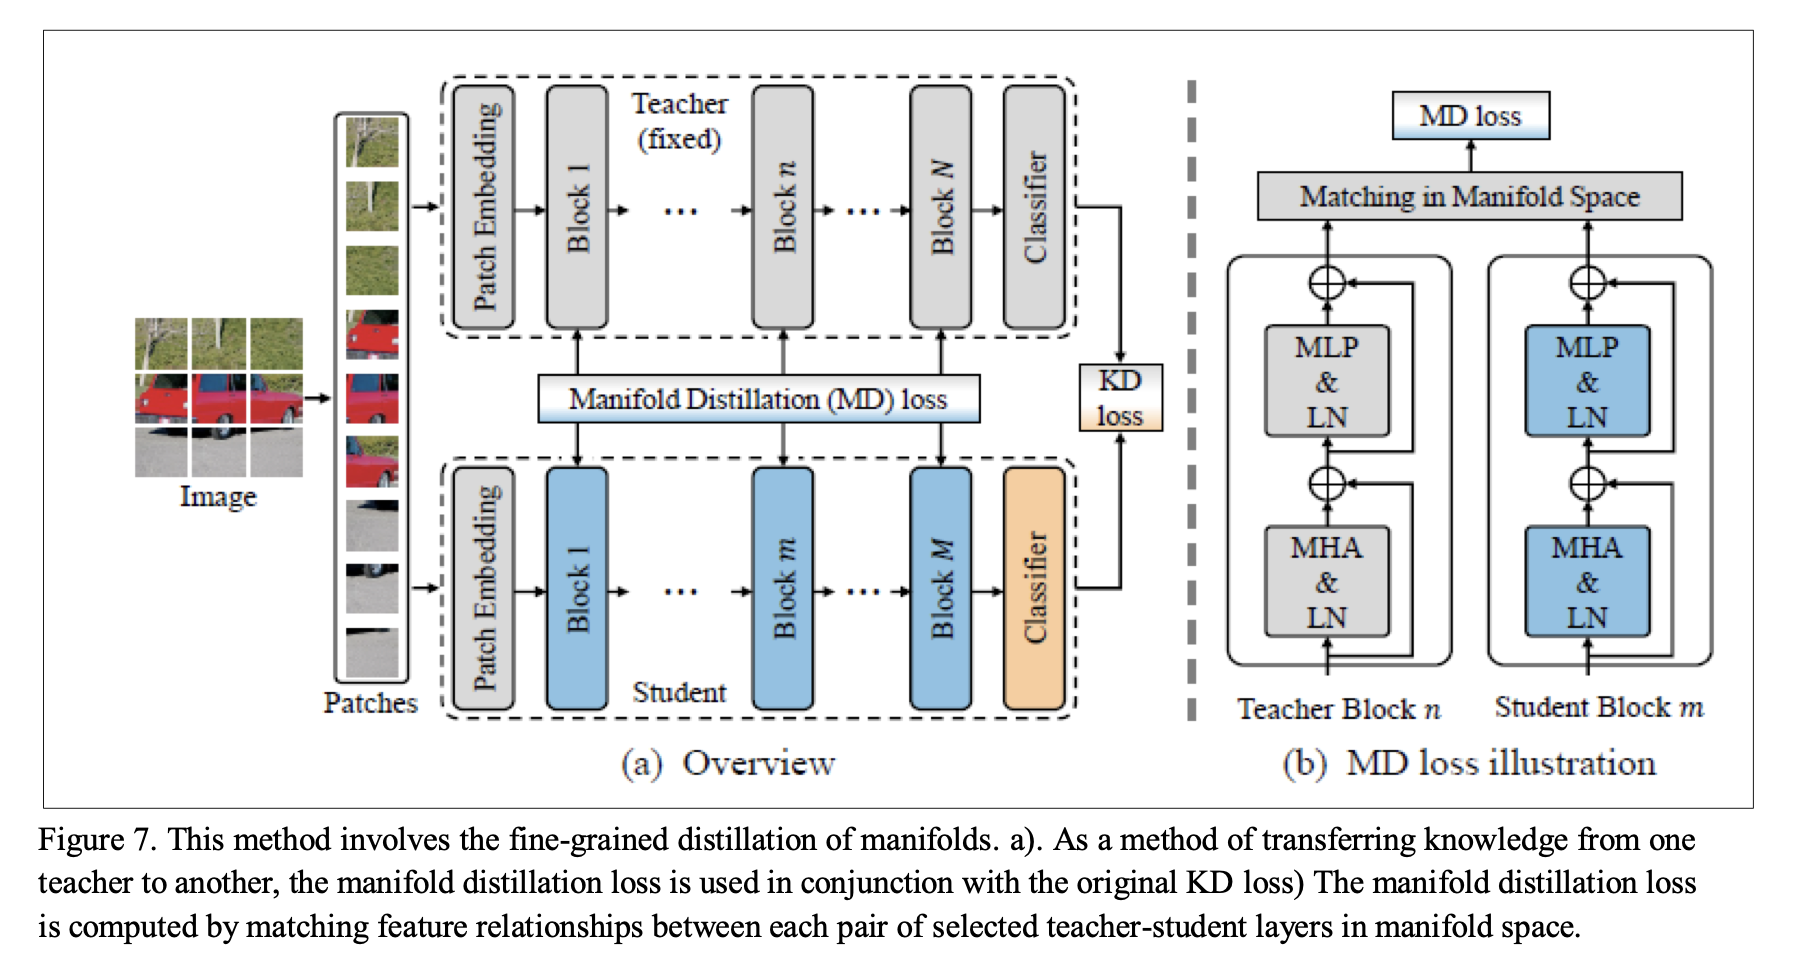 Image
Patches
Teacher
(fixed)
Patch Embedding
Block 1
...
Block n
...
Block N
Classifier
Manifold Distillation (MD) loss
KD
loss
Patch Embedding
Block 1
...
Block m
...
Block M
Classifier
Student
(a) Overview
MD loss
Matching in Manifold Space
MLP
&
LN
MHA
&
LN
Teacher Block n
MLP
&
LN
MHA
&
LN
Student Block m
(b) MD loss illustration
Figure 7. This method involves the fine-grained distillation of manifolds. a). As a method of transferring knowledge from one
teacher to another, the manifold distillation loss is used in conjunction with the original KD loss) The manifold distillation loss
is computed by matching feature relationships between each pair of selected teacher-student layers in manifold space.